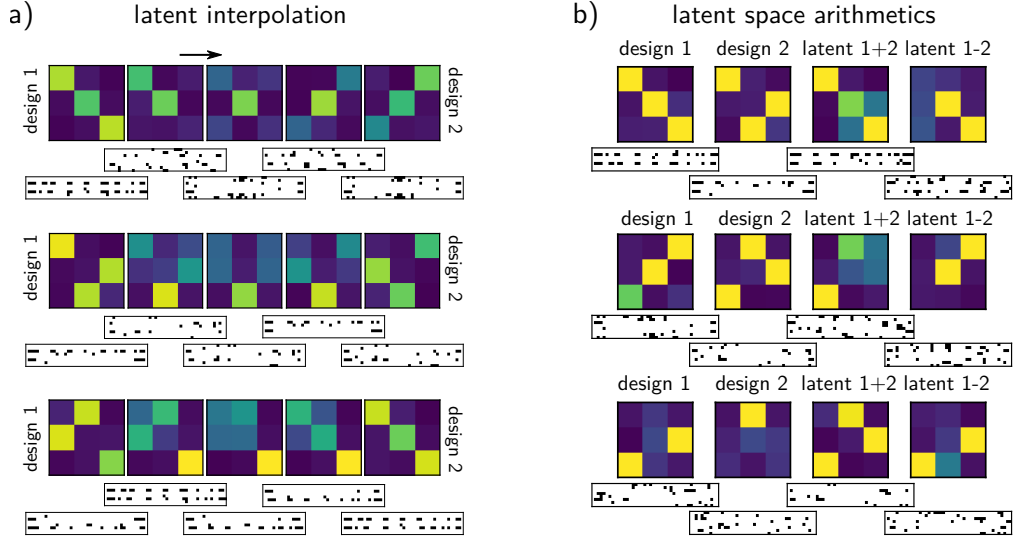 a) latent interpolation
design 1
design 2
design 1
design 2
design 1
design 2
b) latent space arithmetics
design 1 design 2 latent 1+2 latent 1-2
design 1 design 2 latent 1+2 latent 1-2
design 1 design 2 latent 1+2 latent 1-2